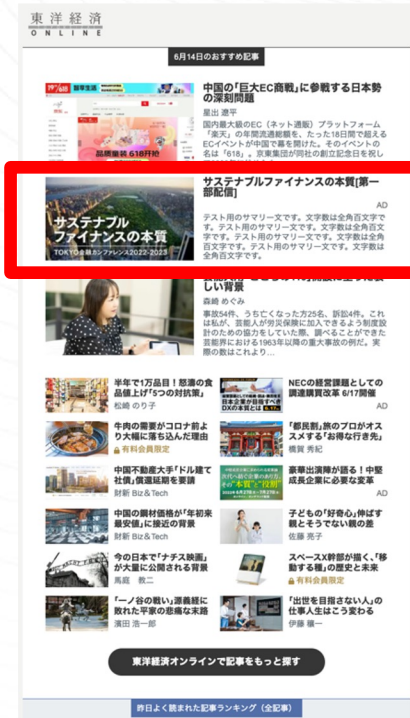 東洋経済
ONLINE
6月14日のおすすめ記事
中国の「巨大EC商戦」に参戦する日本勢
の深刻問題
星出 遼平
国内最大級のEC（ネット通販）プラットフォーム
「楽天」の年間流通総額を、たった18日間で超える
ECイベントが中国で幕を開けた。そのイベントの
名は「618」。京東集団が同社の創立記念日を祝し
品質童装 618开抢
サステナブルファイナンスの本質[第一
部配信]
AD
テスト用のサマリー文です。文字数は全角百文字で
す。テスト用のサマリー文です。文字数は全角百文
字です。テスト用のサマリー文です。文字数は全角
百文字です。テスト用のサマリー文です。文字数は
全角百文字です。
サステナブル
ファイナンスの本質
TOKYO金融カンファレンス2022-2023
しい背景
森崎 めぐみ
事故54件、うち亡くなった方25名、訴訟4件。これ
は私が、芸能人が労災保険に加入できるよう制度設
計のための協力をしていた際、調べることができた
芸能界における1963年以降の重大事故の例だ。実
際の数はこれより…
半年で1万品目！怒濤の食
品値上げ「5つの対抗策」
松崎 のり子
NECの経営課題としての
調達購買改革 6/17開催
AD
日本企業が目指すべき
DXの本質とは
牛肉の需要がコロナ前よ
り大幅に落ち込んだ理由
有料会員限定
「都民割」旅のプロがオス
スメする「お得な行き先」
橋賀 秀紀
中国不動産大手「ドル建て
社債」償還延期を要請
財新 Biz&Tech
豪華出演陣が語る！中堅
成長企業に必要な変革
AD
その"本質"と"役割"
中国の鋼材価格が「年初来
最安値」に接近の背景
財新 Biz&Tech
子どもの「好奇心」伸ばす
親とそうでない親の差
佐藤 亮子
今の日本で「ナチス映画」
が大量に公開される背景
馬庭 教二
スペースX幹部が描く、「移
動する種」の歴史と未来
有料会員限定
「一ノ谷の戦い」源義経に
敗れた平家の悲痛な末路
濱田 浩一郎
「出世を目指さない人」の
仕事人生はこう変わる
伊藤 穰一
東洋経済オンラインで記事をもっと探す
昨日よく読まれた記事ランキング（全記事）